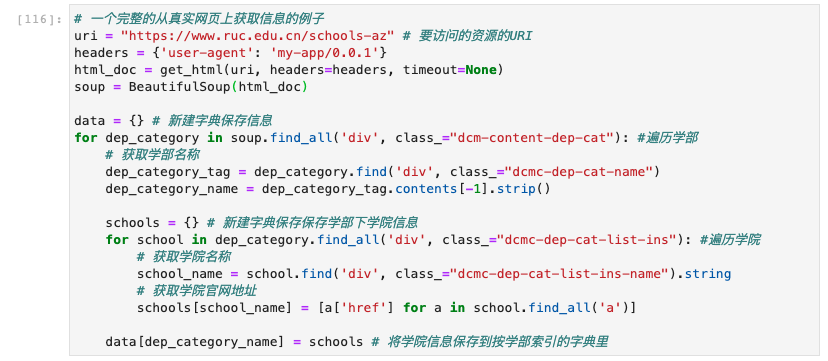 [116]: # 一个完整的从真实网页上获取信息的例子
uri = "https://www.ruc.edu.cn/schools-az" # 要访问的资源的URI
headers = {'user-agent': 'my-app/0.0.1'}
html_doc = get_html(uri, headers=headers, timeout=None)
soup = BeautifulSoup(html_doc)

data = {} # 新建字典保存信息
for dep_category in soup.find_all('div', class_="dcm-content-dep-cat"): #遍历学部
    # 获取学部名称
    dep_category_tag = dep_category.find('div', class_="dcmc-dep-cat-name")
    dep_category_name = dep_category_tag.contents[-1].strip()

    schools = {} # 新建字典保存保存学部下学院信息
    for school in dep_category.find_all('div', class_="dcmc-dep-cat-list-ins"): #遍历学院
        # 获取学院名称
        school_name = school.find('div', class_="dcmc-dep-cat-list-ins-name").string
        # 获取学院官网地址
        schools[school_name] = [a['href'] for a in school.find_all('a')]

    data[dep_category_name] = schools # 将学院信息保存到按学部索引的字典里